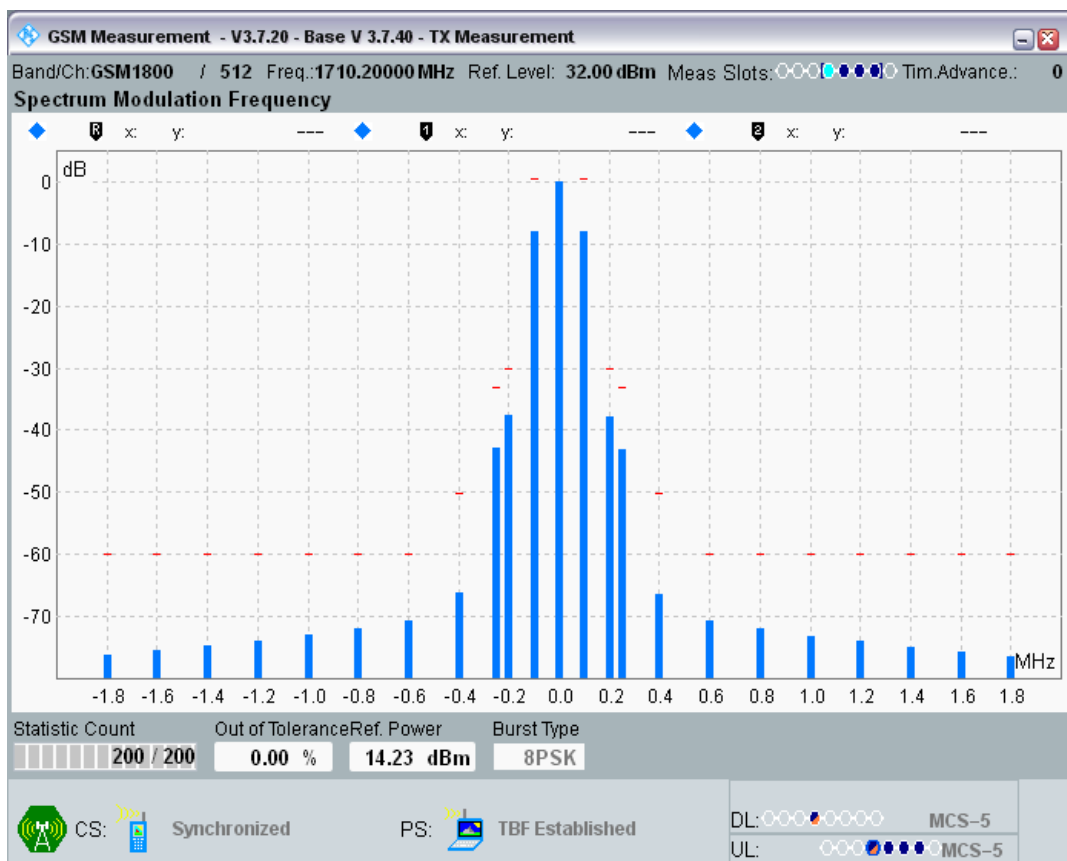 GSM Measurement - V3.7.20 - Base V 3.7.40 - TX Measurement
Band/Ch:GSM1800 / 512 Freq.:1710.20000 MHz Ref. Level: 32.00 dBm Meas Slots: Tim.Advance.: 0
Spectrum Modulation Frequency
R x: y: --- 1 x: y: --- 2 x: y: ---
dB
0
-10
-20
-30
-40
-50
-60
-70
MHz
-1.8 -1.6 -1.4 -1.2 -1.0 -0.8 -0.6 -0.4 -0.2 0.0 0.2 0.4 0.6 0.8 1.0 1.2 1.4 1.6 1.8
Statistic Count Out of Tolerance Ref. Power Burst Type
200 / 200 0.00 % 14.23 dBm 8PSK
CS: Synchronized PS: TBF Established
DL: MCS-5
UL: MCS-5